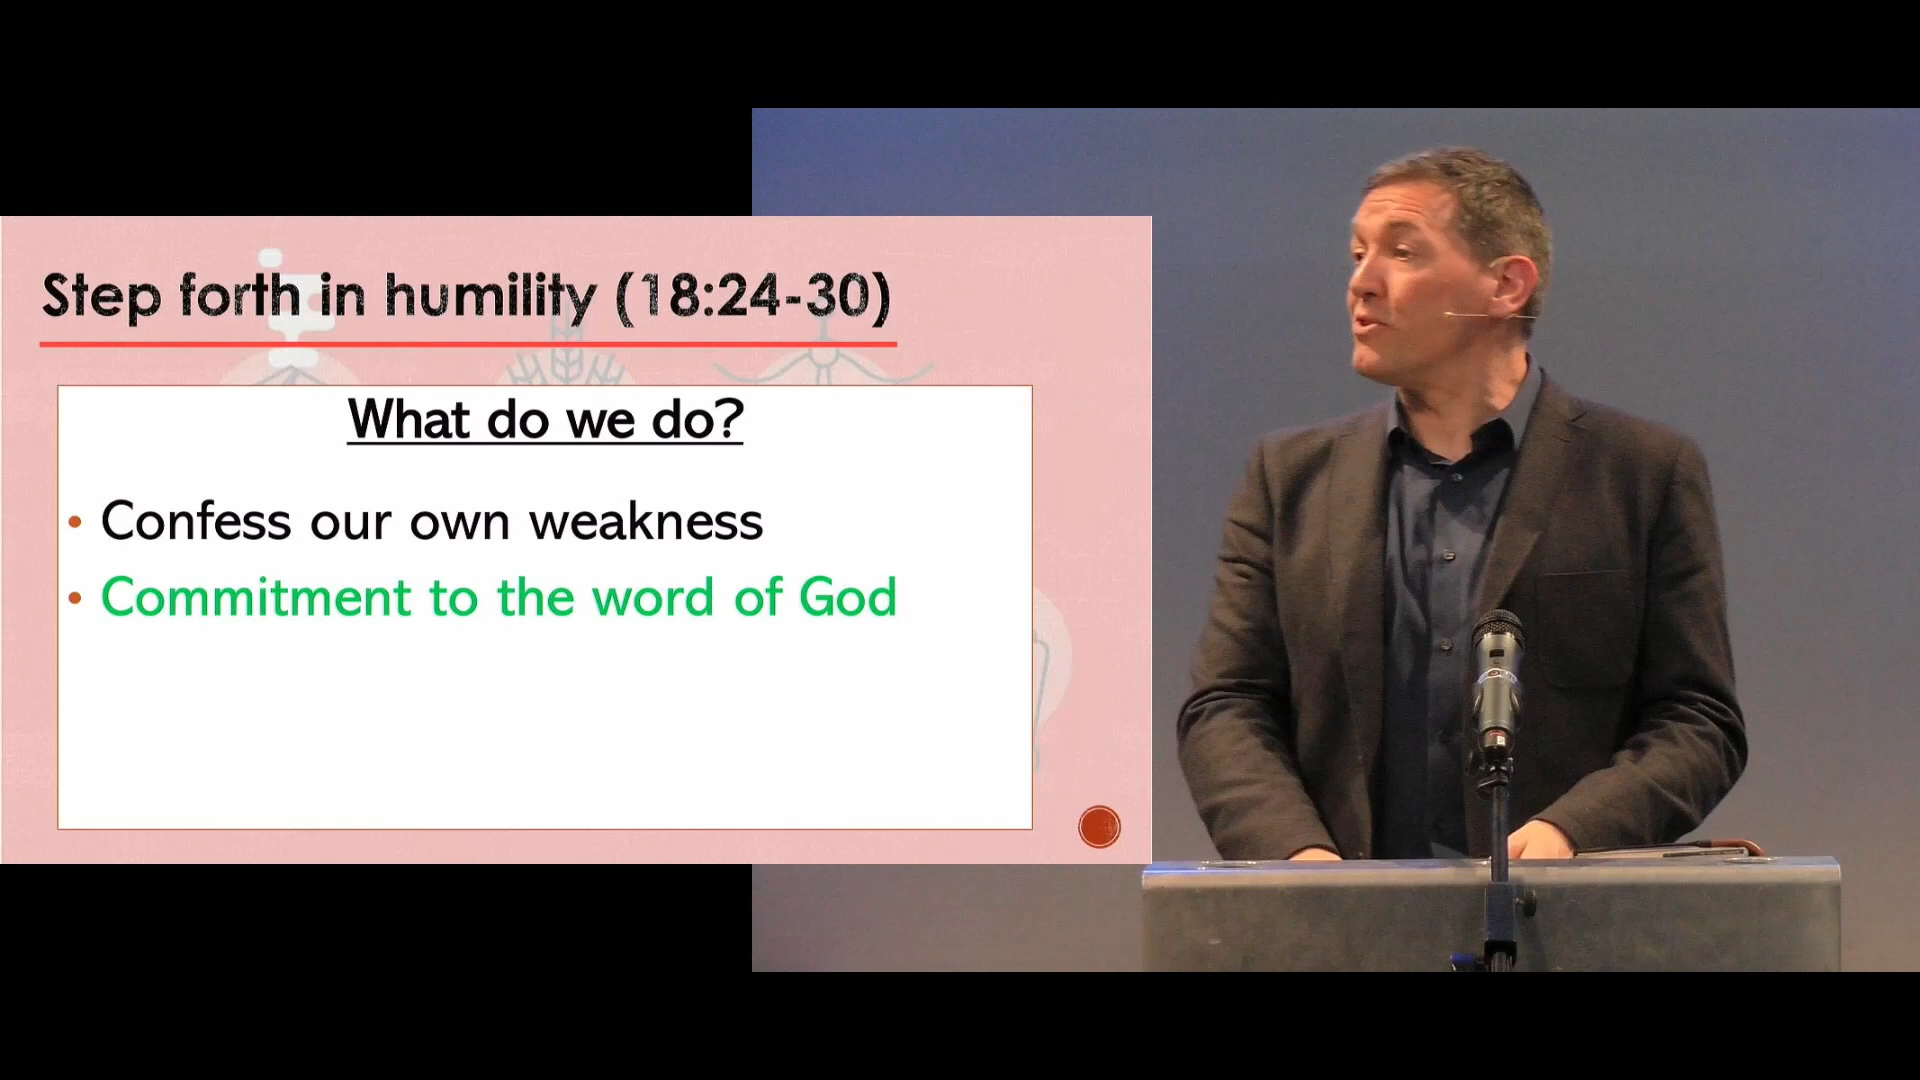 Step forth in humility (18:24-30)
What do we do?
• Confess our own weakness
• Commitment to the word of God